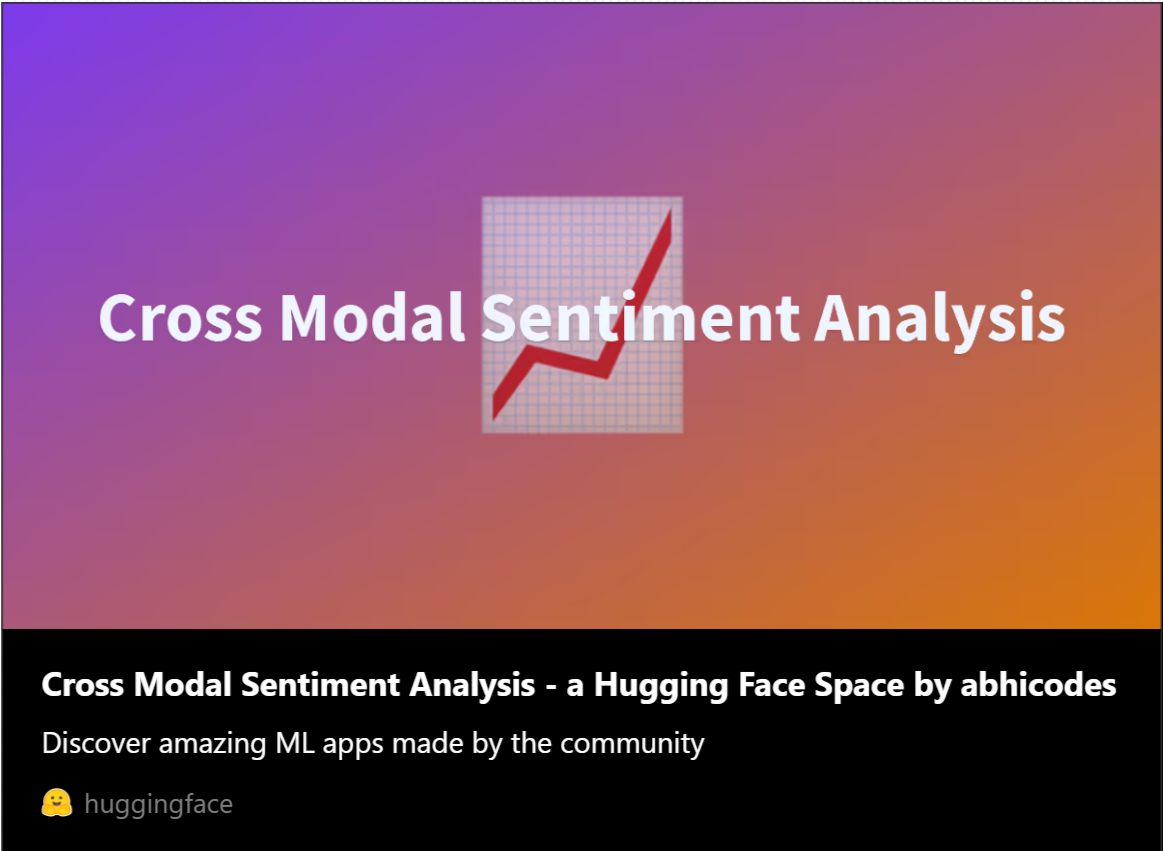 Cross Modal Sentiment Analysis
Cross Modal Sentiment Analysis - a Hugging Face Space by abhicodes
Discover amazing ML apps made by the community
huggingface